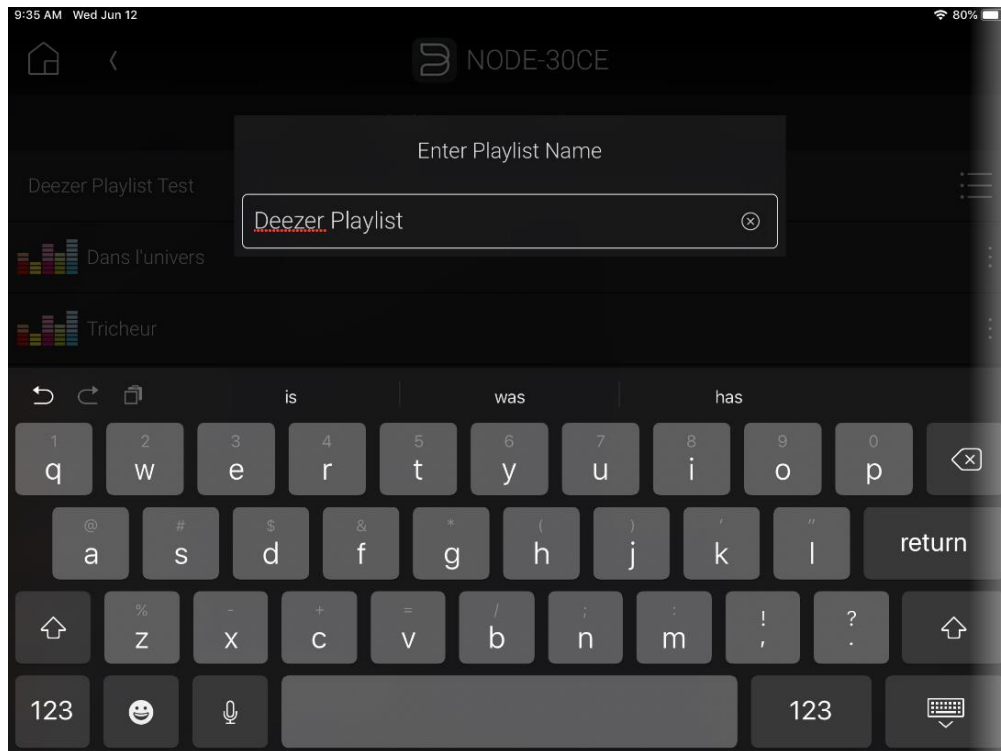 9:35 AM Wed Jun 12 80%
NODE-30CE
Enter Playlist Name
Deezer Playlist Test
Deezer Playlist
Dans l'univers
Tricheur
is was has
1 2 3 4 5 6 7 8 9 0
q w e r t y u i o p
@ # $ & * ( ) ' "
a s d f g h j k l return
% - + = / ; : ! ?
z x c v b n m , .
123 123